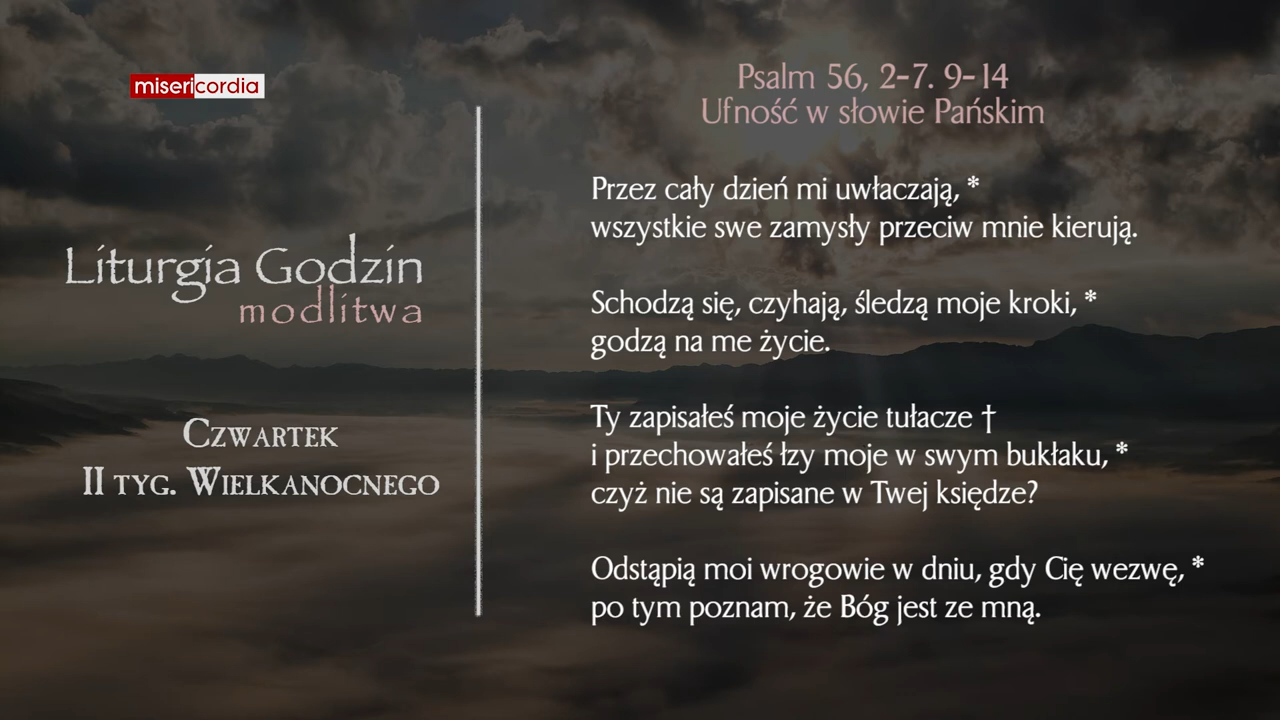 misericordia
Liturgia Godzin
modlitwa
Czwartek
II tyg. Wielkanocnego
Psalm 56, 2-7. 9-14
Ufność w słowie Pańskim
Przez cały dzień mi uwłaczają, *
wszystkie swe zamysły przeciw mnie kierują.
Schodzą się, czyhają, śledzą moje kroki, *
godzą na me życie.
Ty zapisałeś moje życie tułacze †
i przechowałeś łzy moje w swym bukłaku, *
czyż nie są zapisane w Twej księdze?
Odstąpią moi wrogowie w dniu, gdy Cię wezwę, *
po tym poznam, że Bóg jest ze mną.